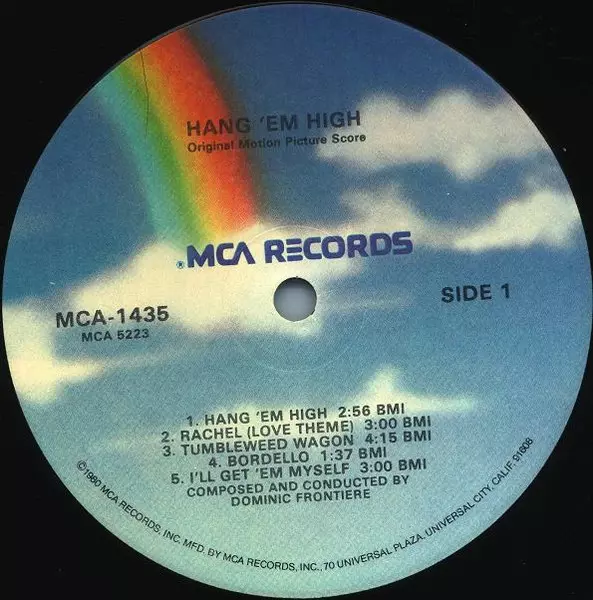 HANG 'EM HIGH
Original Motion Picture Score
® MCA RECORDS
MCA-1435
MCA 5223
SIDE 1
1. HANG 'EM HIGH 2:56 BMI
2. RACHEL (LOVE THEME) 3:00 BMI
3. TUMBLEWEED WAGON 4:15 BMI
4. BORDELLO 1:37 BMI
5. I'LL GET 'EM MYSELF 3:00 BMI
COMPOSED AND CONDUCTED BY
DOMINIC FRONTIERE
©1980 MCA RECORDS, INC. MFD. BY MCA RECORDS, INC., 70 UNIVERSAL PLAZA, UNIVERSAL CITY, CALIF. 91608